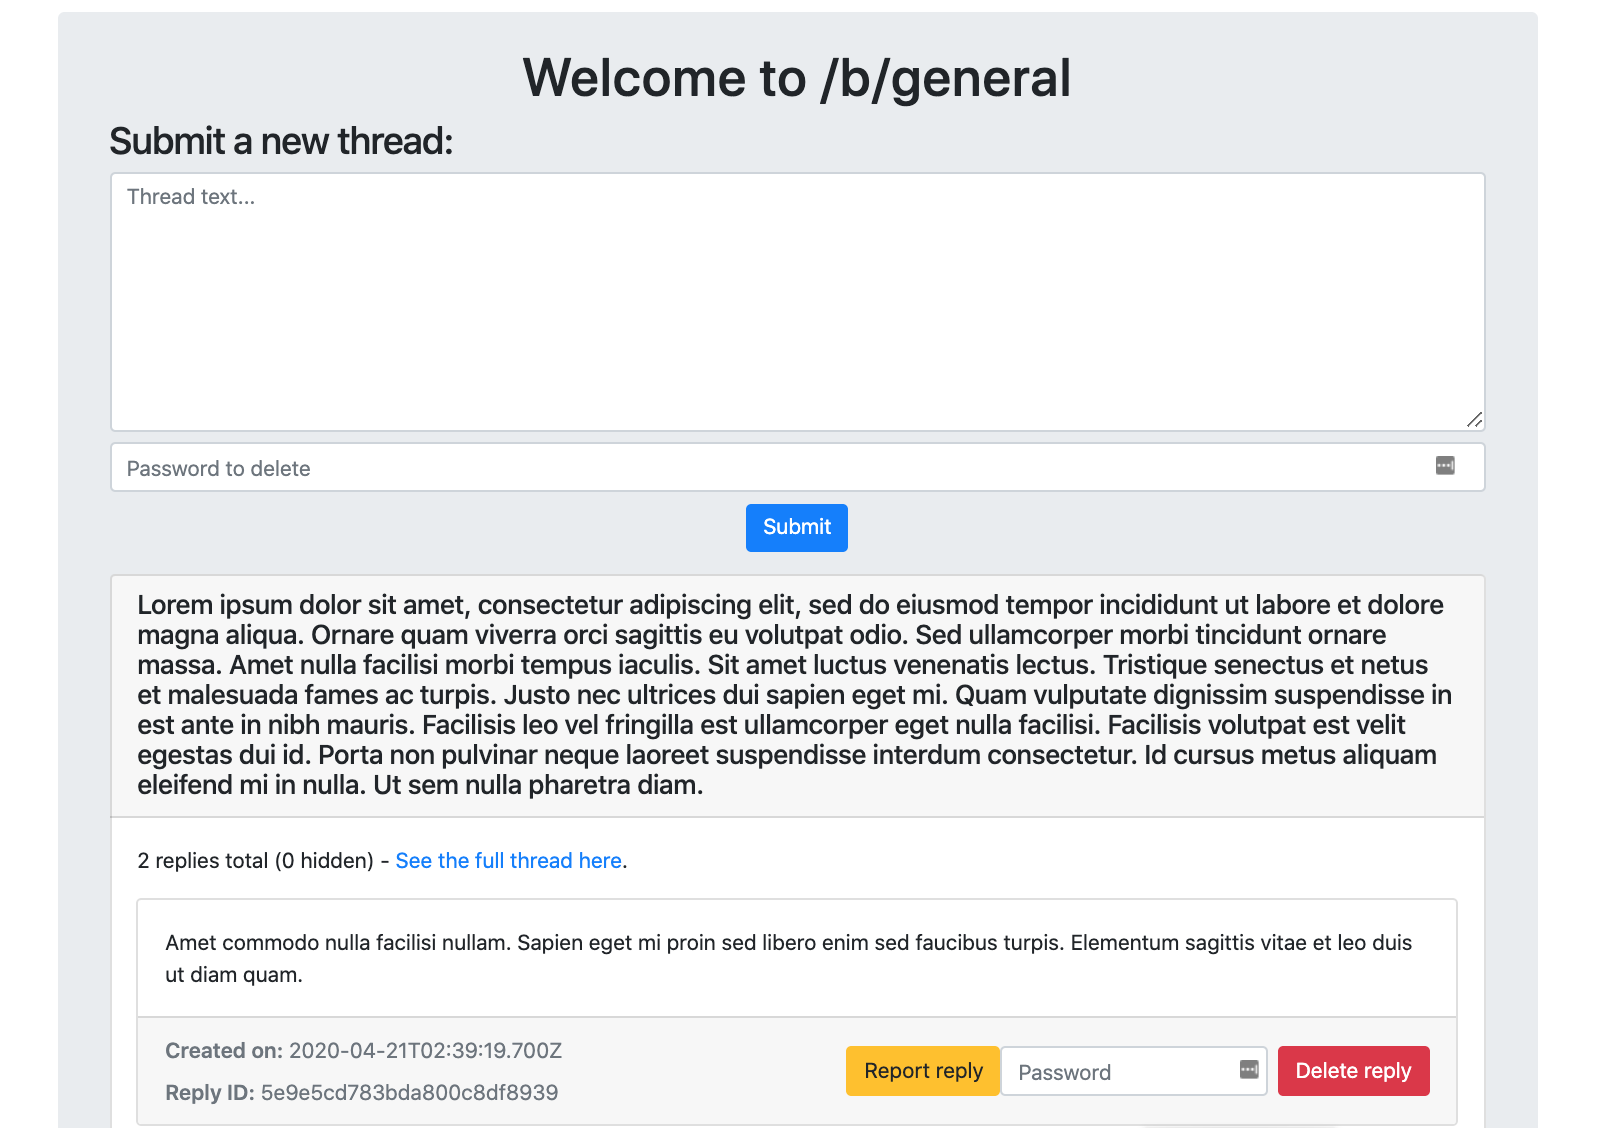 Welcome to /b/general
Submit a new thread:
Thread text...
Password to delete
Submit
Lorem ipsum dolor sit amet, consectetur adipiscing elit, sed do eiusmod tempor incididunt ut labore et dolore
magna aliqua. Ornare quam viverra orci sagittis eu volutpat odio. Sed ullamcorper morbi tincidunt ornare
massa. Amet nulla facilisi morbi tempus iaculis. Sit amet luctus venenatis lectus. Tristique senectus et netus
et malesuada fames ac turpis. Justo nec ultrices dui sapien eget mi. Quam vulputate dignissim suspendisse in
est ante in nibh mauris. Facilisis leo vel fringilla est ullamcorper eget nulla facilisi. Facilisis volutpat est velit
egestas dui id. Porta non pulvinar neque laoreet suspendisse interdum consectetur. Id cursus metus aliquam
eleifend mi in nulla. Ut sem nulla pharetra diam.
2 replies total (0 hidden) - See the full thread here.
Amet commodo nulla facilisi nullam. Sapien eget mi proin sed libero enim sed faucibus turpis. Elementum sagittis vitae et leo duis
ut diam quam.
Created on: 2020-04-21T02:39:19.700Z
Reply ID: 5e9e5cd783bda800c8df8939
Report reply
Password
Delete reply